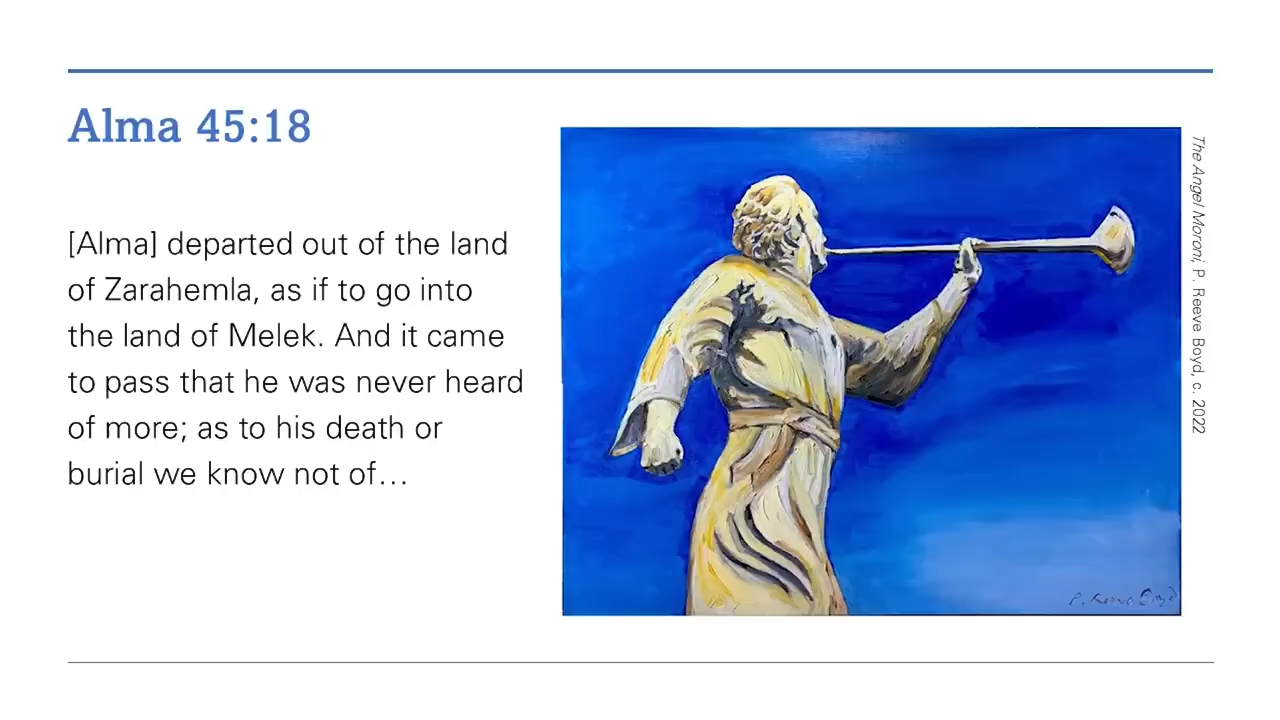 Alma 45:18
[Alma] departed out of the land
of Zarahemla, as if to go into
the land of Melek. And it came
to pass that he was never heard
of more; as to his death or
burial we know not of…
The Angel Moroni, P. Reeve Boyd, c. 2022
P. Reeve Boyd